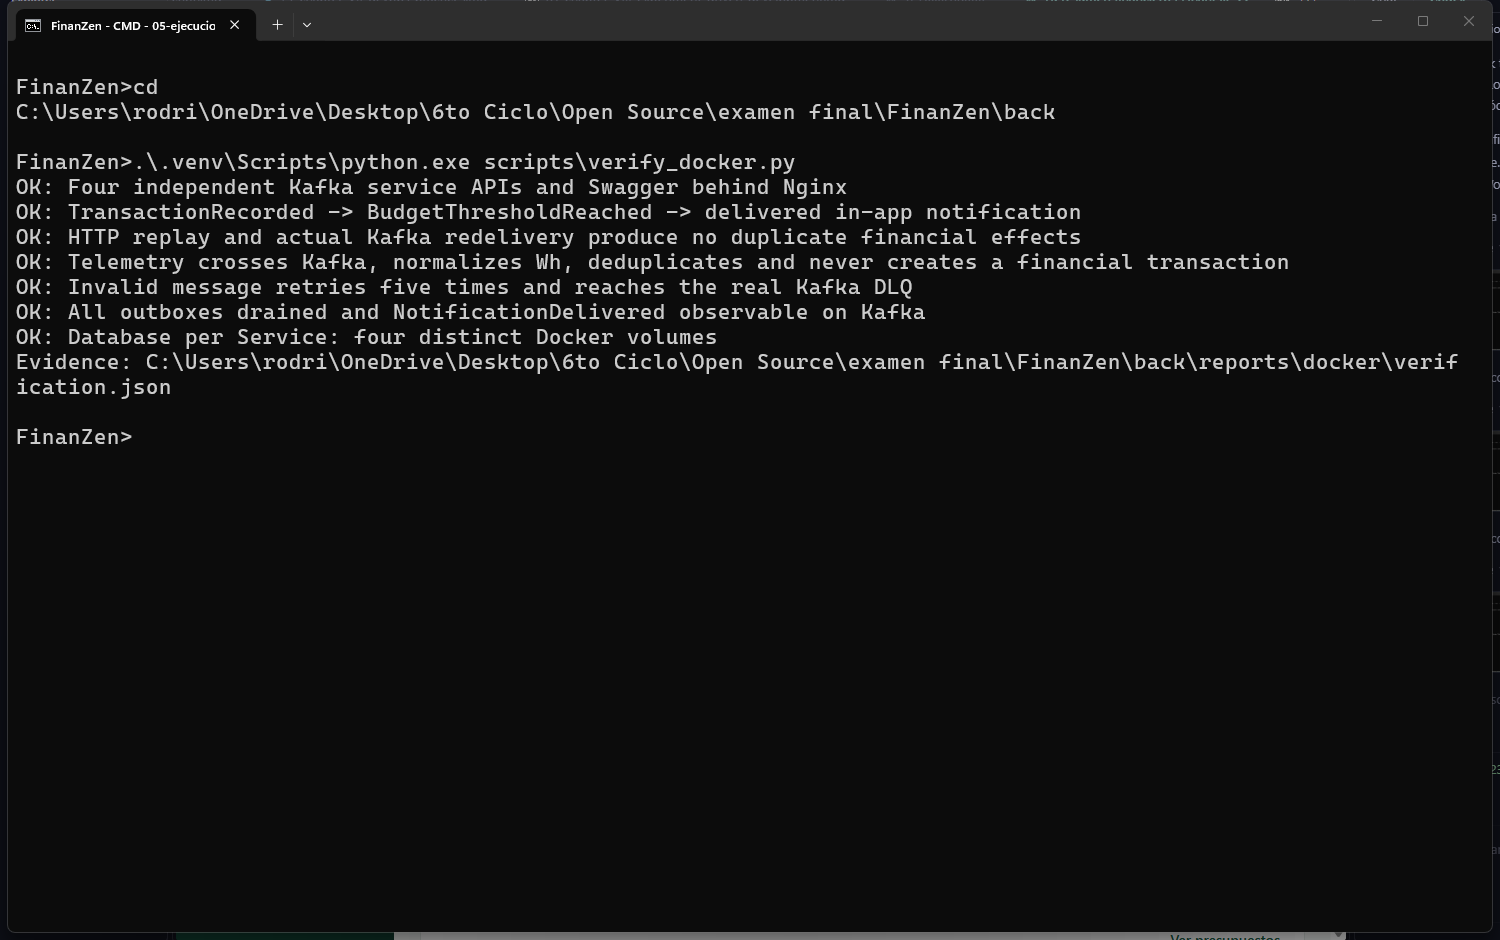 FinanZen - CMD - 05-ejecucio
FinanZen>cd
C:\Users\rodri\OneDrive\Desktop\6to Ciclo\Open Source\examen final\FinanZen\back
FinanZen>.\.venv\Scripts\python.exe scripts\verify_docker.py
OK: Four independent Kafka service APIs and Swagger behind Nginx
OK: TransactionRecorded -> BudgetThresholdReached -> delivered in-app notification
OK: HTTP replay and actual Kafka redelivery produce no duplicate financial effects
OK: Telemetry crosses Kafka, normalizes Wh, deduplicates and never creates a financial transaction
OK: Invalid message retries five times and reaches the real Kafka DLQ
OK: All outboxes drained and NotificationDelivered observable on Kafka
OK: Database per Service: four distinct Docker volumes
Evidence: C:\Users\rodri\OneDrive\Desktop\6to Ciclo\Open Source\examen final\FinanZen\back\reports\docker\verif
ication.json
FinanZen>
Ver presupuestos